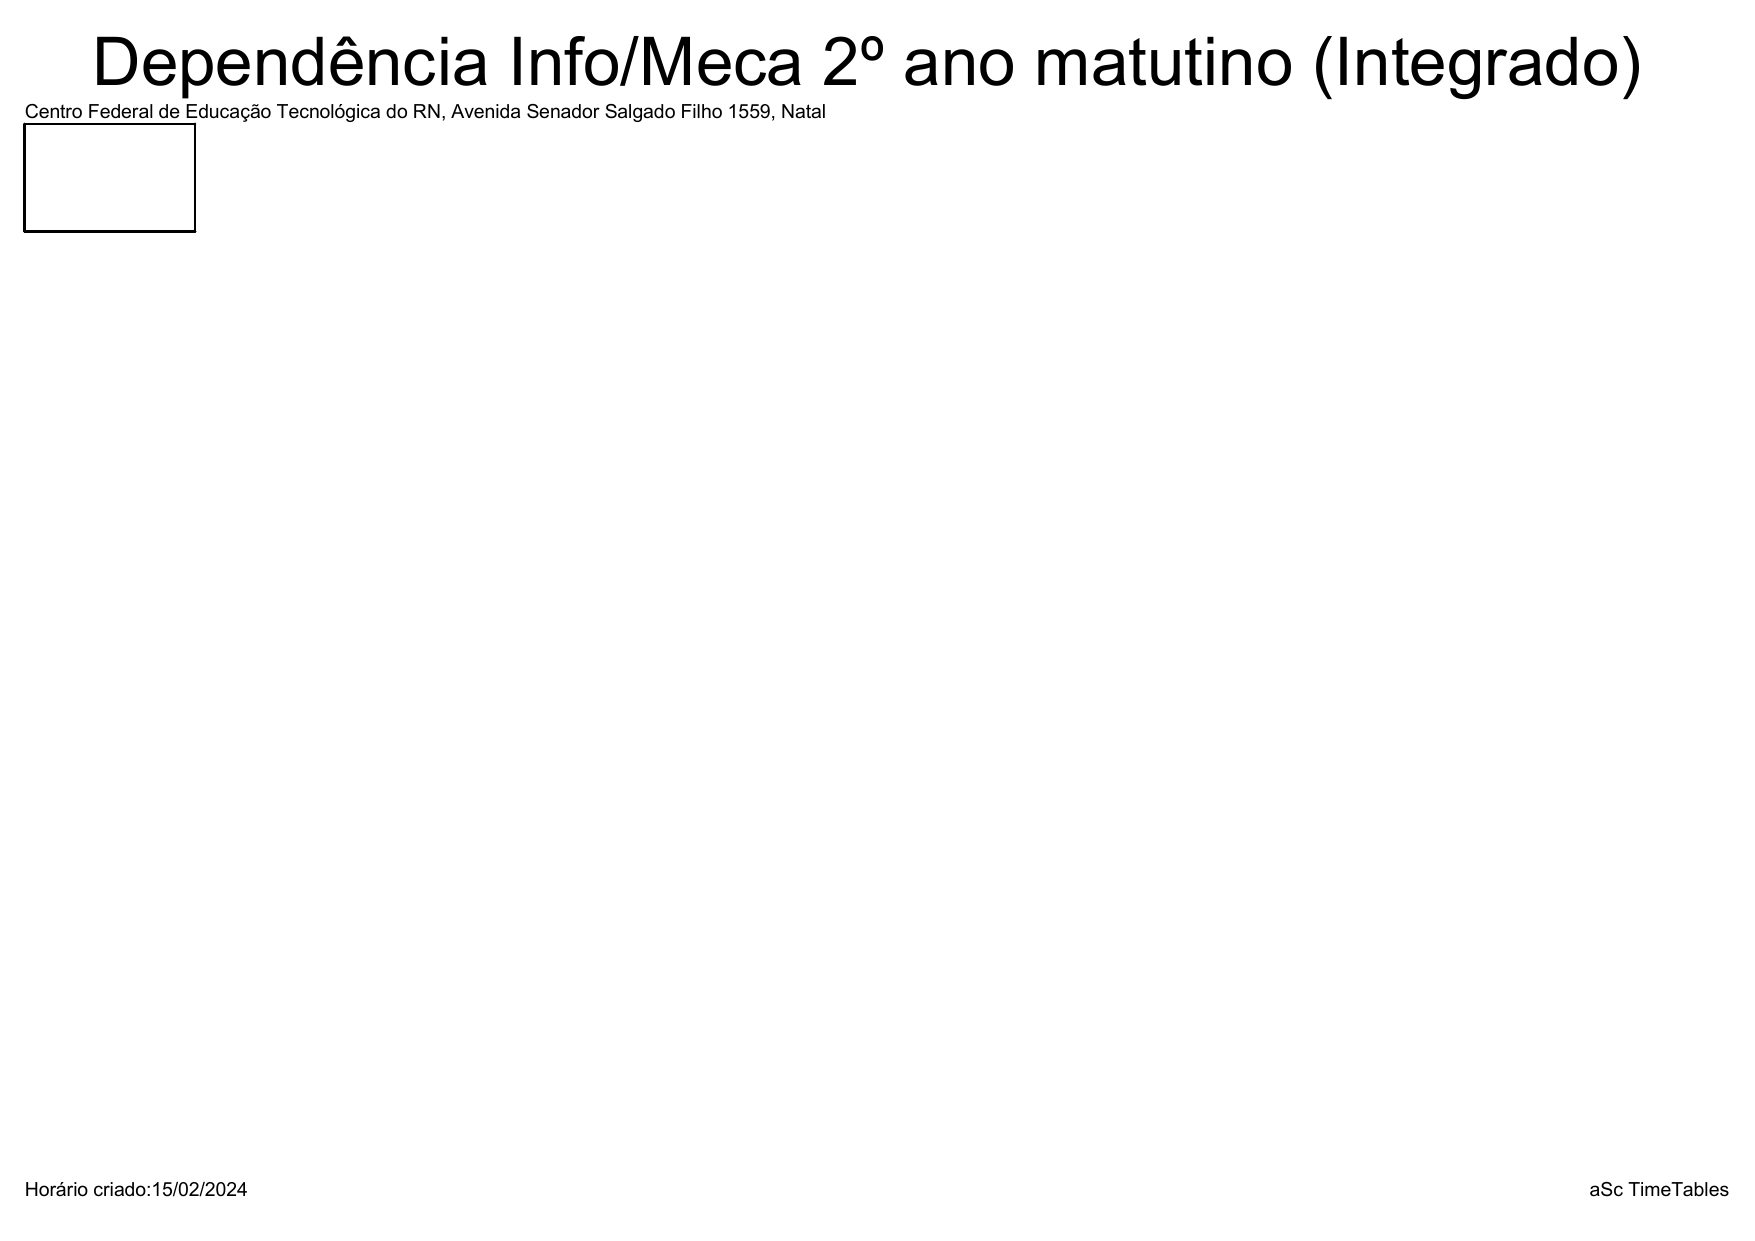 Dependência Info/Meca 2º ano matutino (Integrado)
Centro Federal de Educação Tecnológica do RN, Avenida Senador Salgado Filho 1559, Natal
Horário criado:15/02/2024
aSc TimeTables